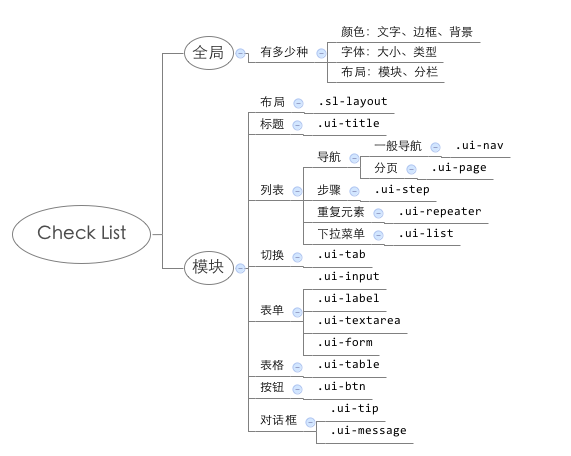 Check List
全局
有多少种
颜色：文字、边框、背景
字体：大小、类型
布局：模块、分栏
模块
布局 .sl-layout
标题 .ui-title
列表
导航
一般导航 .ui-nav
分页 .ui-page
步骤 .ui-step
重复元素 .ui-repeater
下拉菜单 .ui-list
切换 .ui-tab
表单
.ui-input
.ui-label
.ui-textarea
.ui-form
表格 .ui-table
按钮 .ui-btn
对话框
.ui-tip
.ui-message